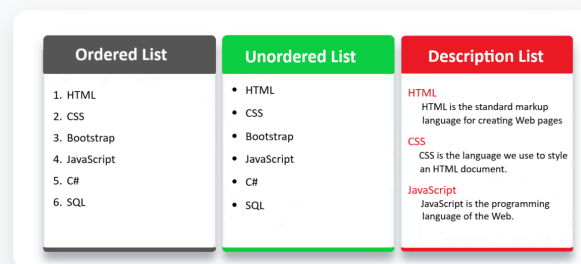 Ordered List
1. HTML
2. CSS
3. Bootstrap
4. JavaScript
5. C#
6. SQL
Unordered List
• HTML
• CSS
• Bootstrap
• JavaScript
• C#
• SQL
Description List
HTML
HTML is the standard markup
language for creating Web pages
CSS
CSS is the language we use to style
an HTML document.
JavaScript
JavaScript is the programming
language of the Web.